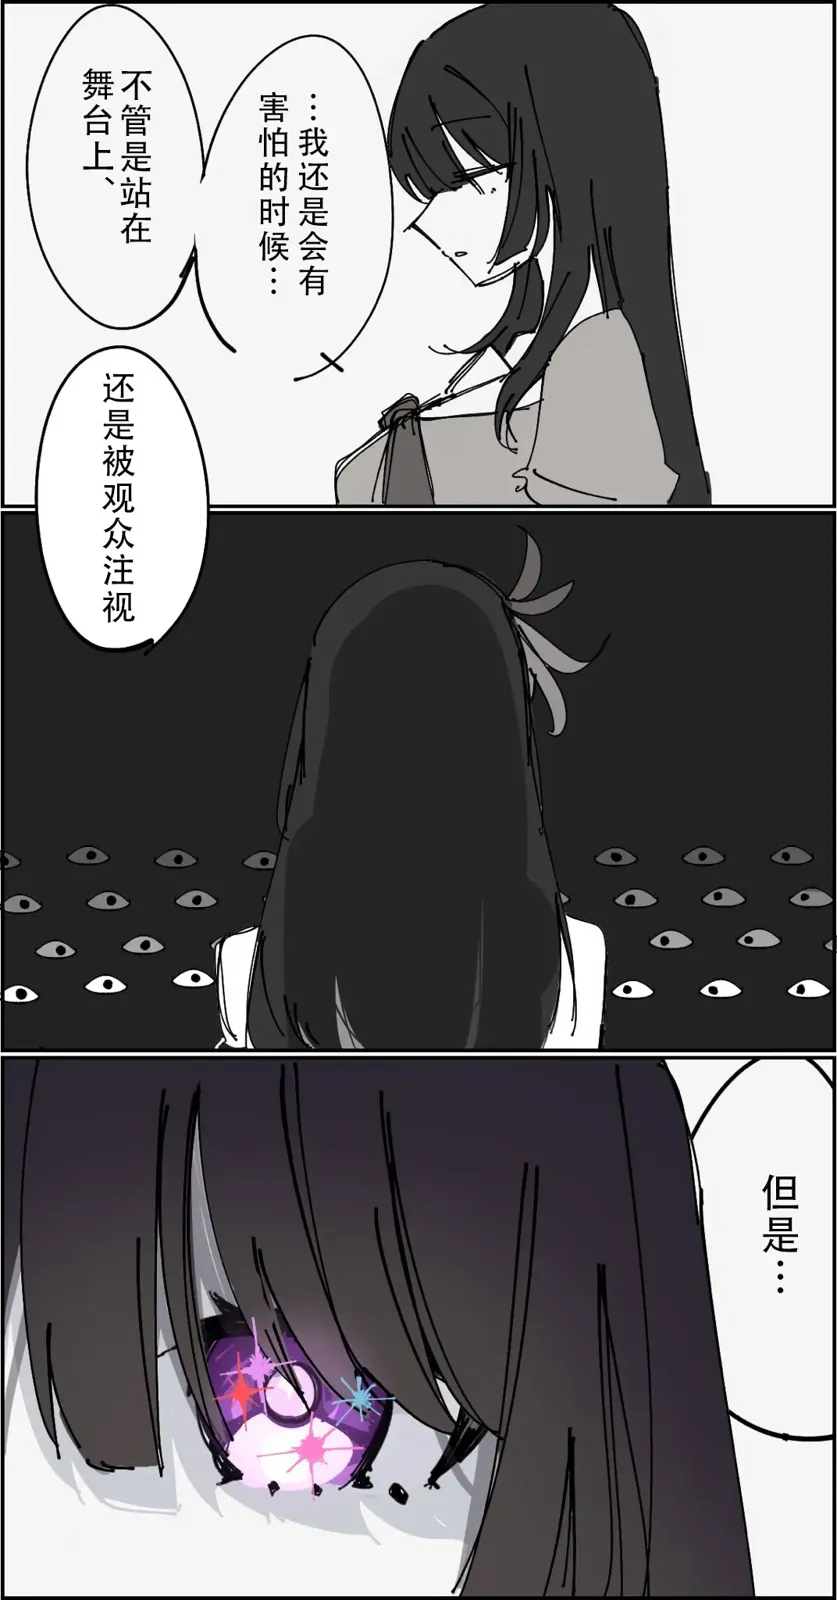 …我还是会有
害怕的时候…
不管是站在
舞台上、
还是被观众注视
但是…